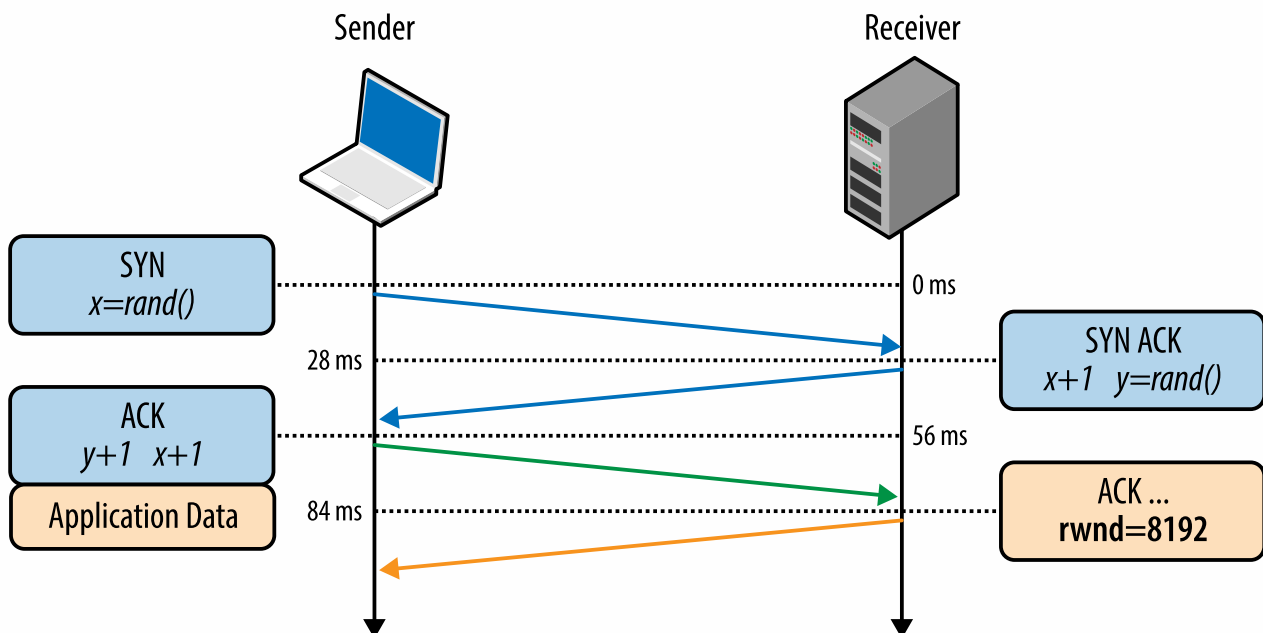 Sender
Receiver
SYN
x=rand()
0 ms
28 ms
SYN ACK
x+1 y=rand()
ACK
y+1 x+1
56 ms
Application Data
84 ms
ACK ...
rwnd=8192